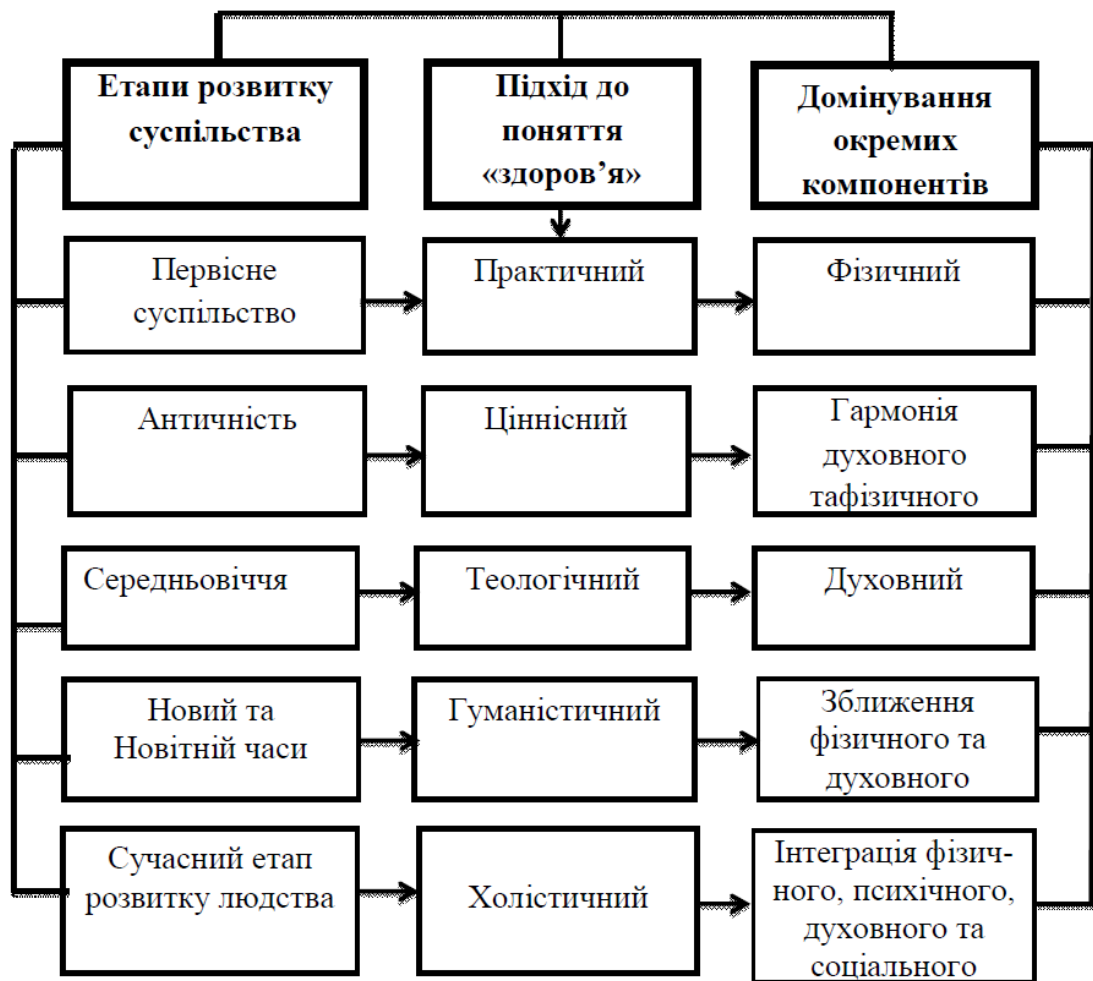 Етапи розвитку
суспільства
Підхід до
поняття
«здоров’я»
Домінування
окремих
компонентів
Первісне
суспільство
Практичний
Фізичний
Античність
Ціннісний
Гармонія
духовного
тафізичного
Середньовіччя
Теологічний
Духовний
Новий та
Новітній часи
Гуманістичний
Зближення
фізичного та
духовного
Сучасний етап
розвитку людства
Холістичний
Інтеграція фізич-
ного, психічного,
духовного та
соціального